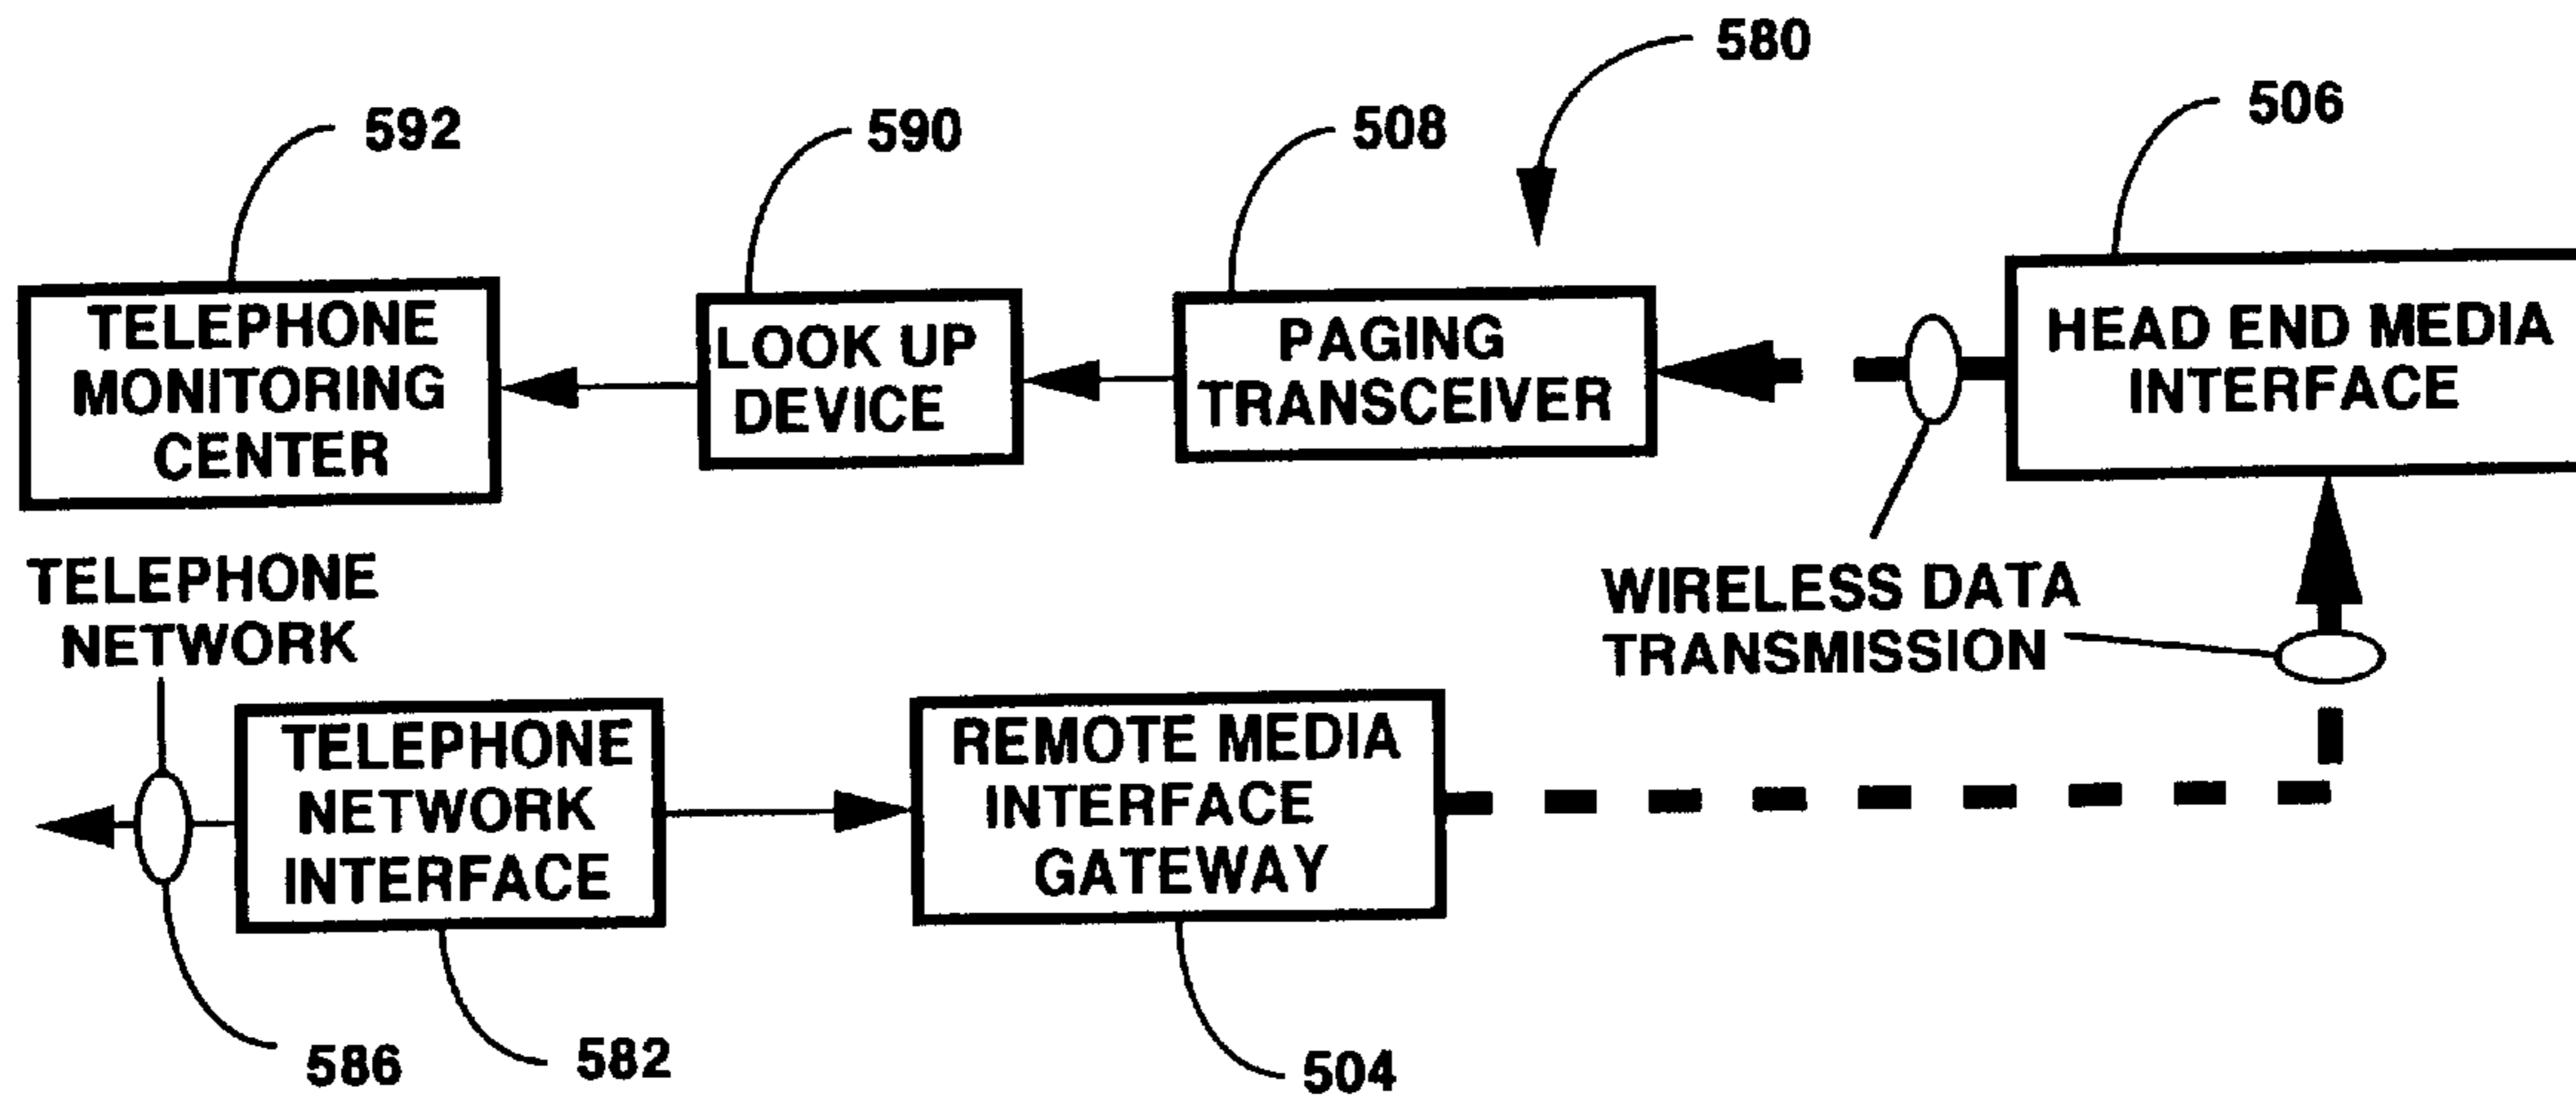 580
506
592
590
508
TELEPHONE
MONITORING
CENTER
LOOK UP
DEVICE
PAGING
TRANSCEIVER
HEAD END MEDIA
INTERFACE
TELEPHONE
NETWORK
WIRELESS DATA
TRANSMISSION
TELEPHONE
NETWORK
INTERFACE
REMOTE MEDIA
INTERFACE
GATEWAY
586
582
504